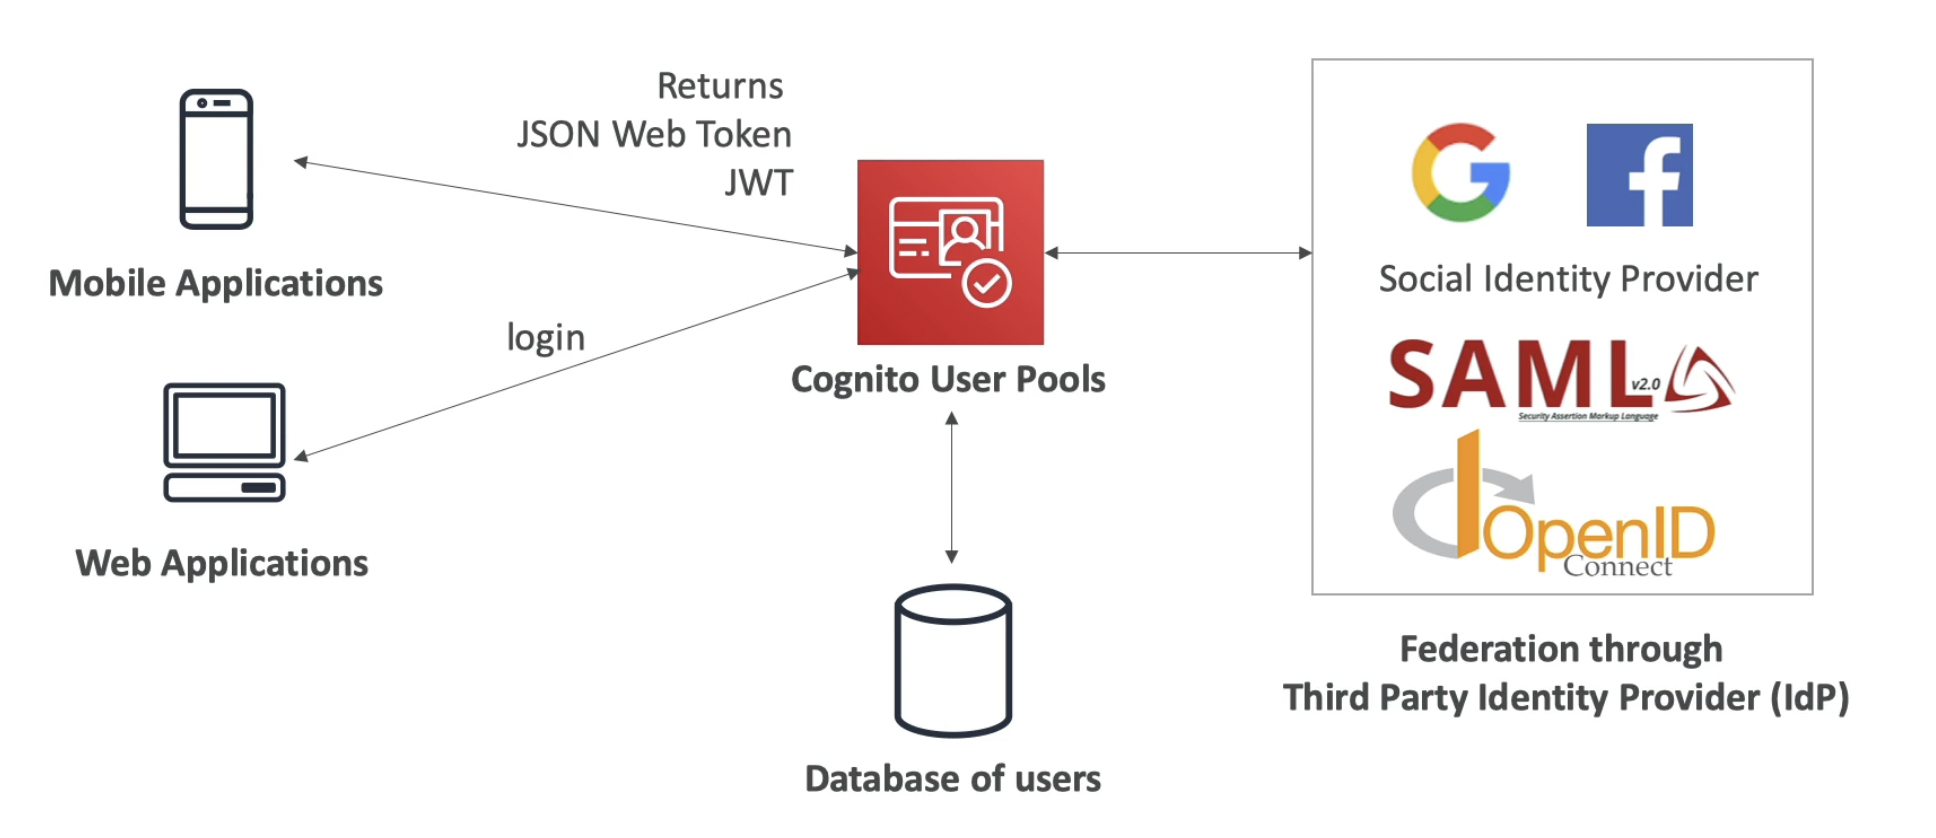 Returns
JSON Web Token
JWT
Mobile Applications
login
Web Applications
Cognito User Pools
Database of users
Social Identity Provider
SAML v2.0
Security Assertion Markup Language
OpenID
Connect
Federation through
Third Party Identity Provider (IdP)